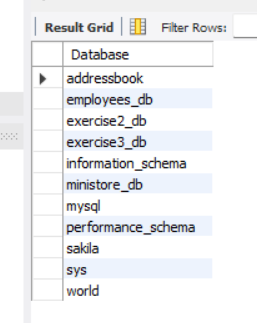 Result Grid Filter Rows:
Database
addressbook
employees_db
exercise2_db
exercise3_db
information_schema
ministore_db
mysql
performance_schema
sakila
sys
world